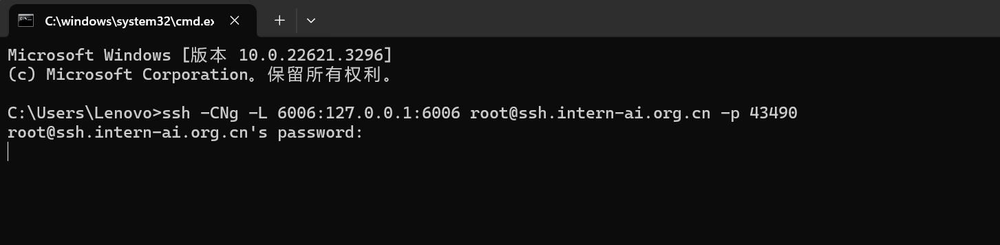 C:\windows\system32\cmd.ex
Microsoft Windows [版本 10.0.22621.3296]
(c) Microsoft Corporation。保留所有权利。
C:\Users\Lenovo>ssh -CNg -L 6006:127.0.0.1:6006 root@ssh.intern-ai.org.cn -p 43490
root@ssh.intern-ai.org.cn's password: